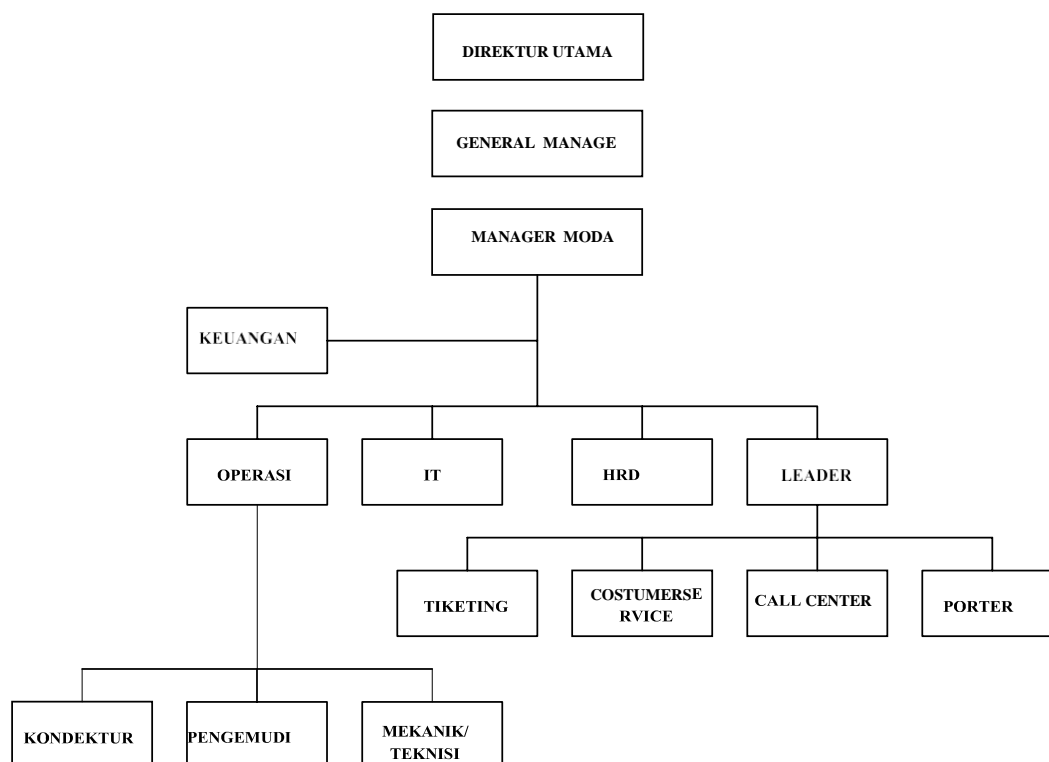 DIREKTUR UTAMA
GENERAL MANAGE
MANAGER MODA
KEUANGAN
OPERASI
IT
HRD
LEADER
TIKETING
COSTUMERSE
RVICE
CALL CENTER
PORTER
KONDEKTUR
PENGEMUDI
MEKANIK/
TEKNISI